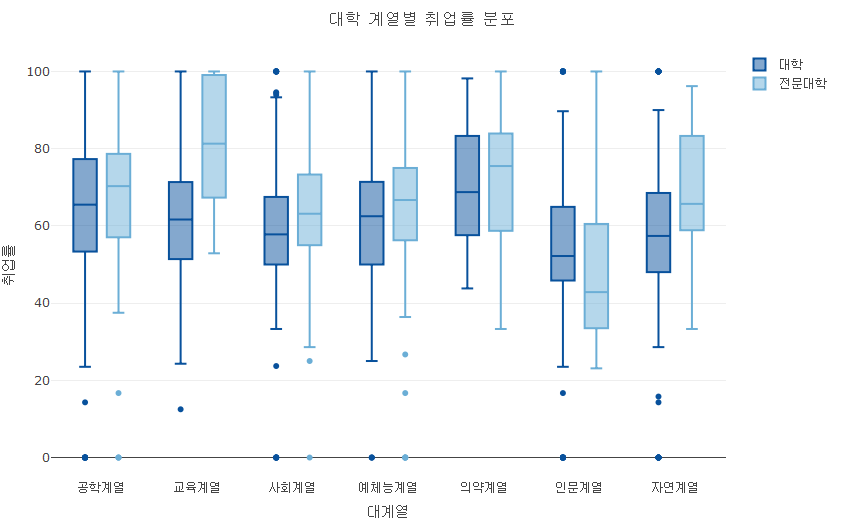 대학 계열별 취업률 분포
대학
전문대학
취업률
100
80
60
40
20
0
공학계열 교육계열 사회계열 예체능계열 의약계열 인문계열 자연계열
대계열